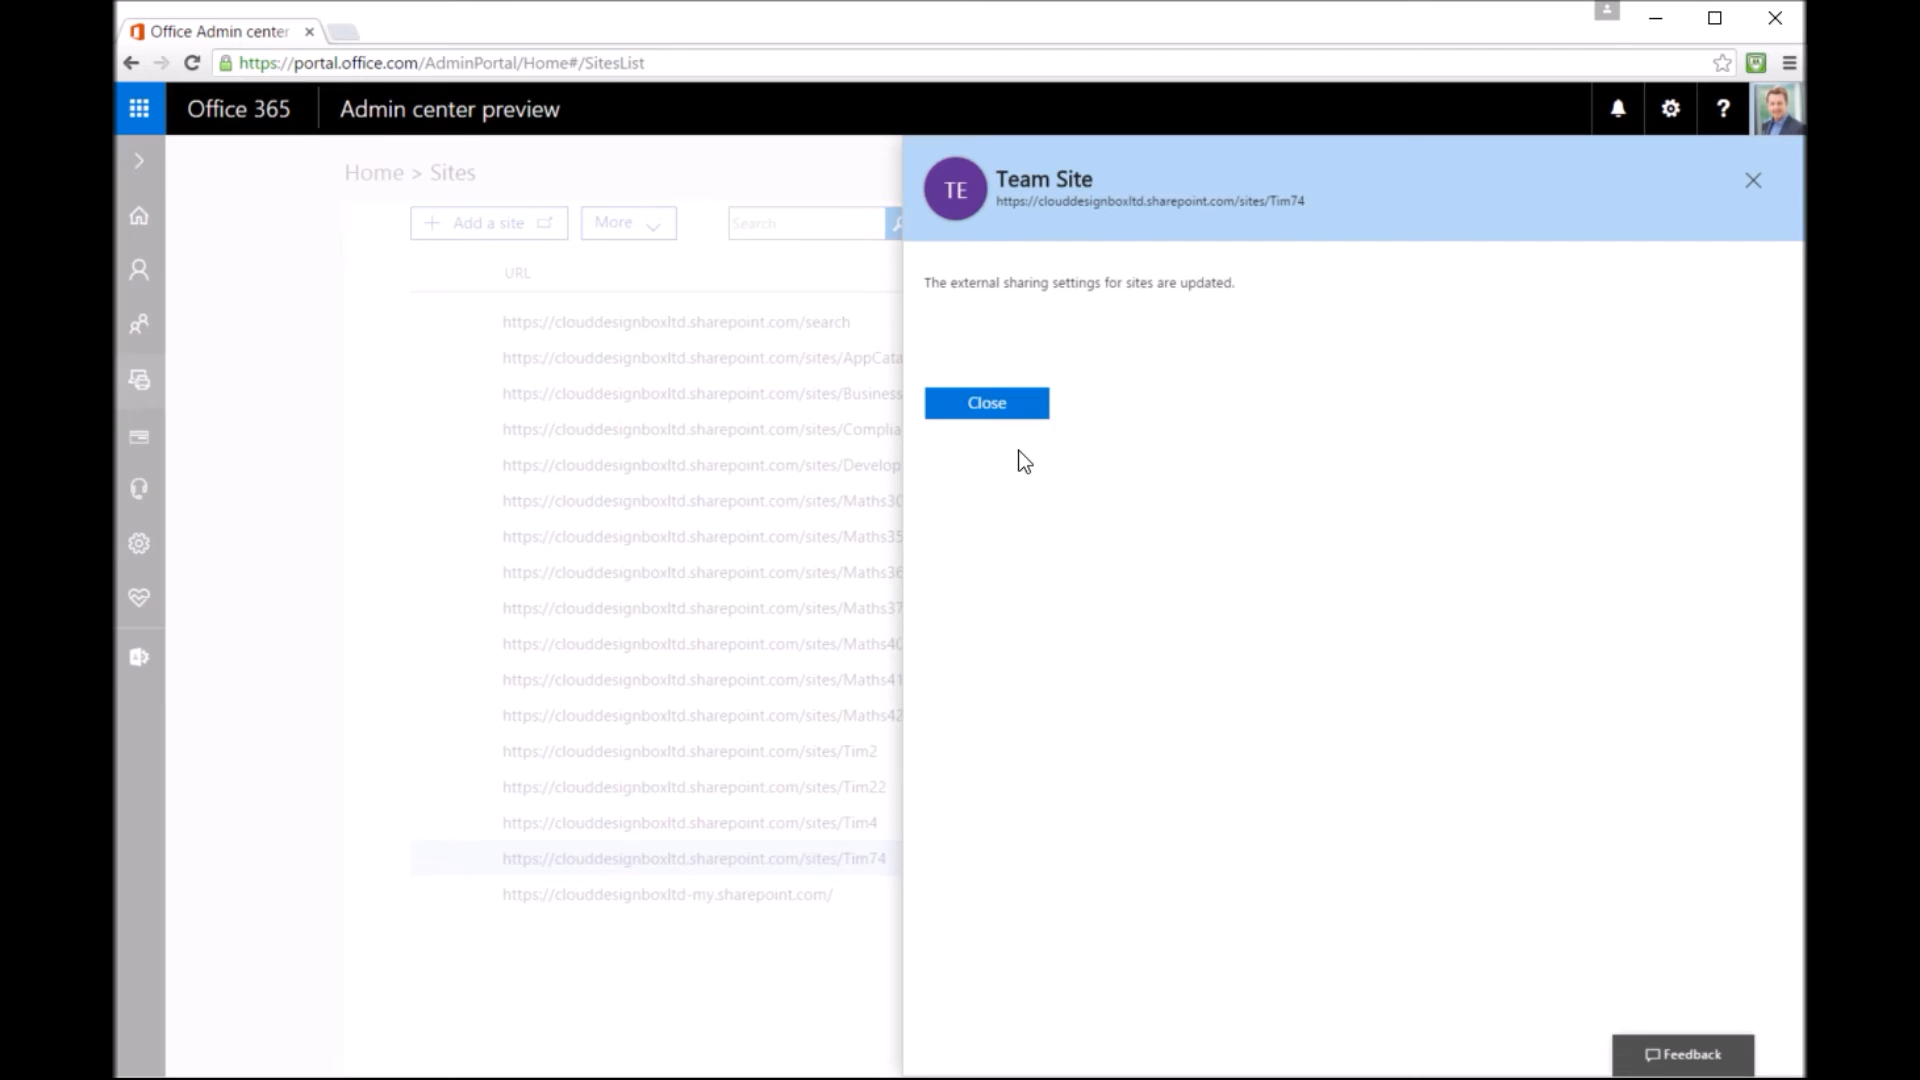 Office Admin center
https://portal.office.com/AdminPortal/Home#/SitesList
Office 365
Admin center preview
?
Home > Sites
Add a site
More
Search
URL
https://clouddesignboxltd.sharepoint.com/search
https://clouddesignboxltd.sharepoint.com/sites/AppCata
https://clouddesignboxltd.sharepoint.com/sites/Business
https://clouddesignboxltd.sharepoint.com/sites/Complia
https://clouddesignboxltd.sharepoint.com/sites/Develop
https://clouddesignboxltd.sharepoint.com/sites/Maths30
https://clouddesignboxltd.sharepoint.com/sites/Maths35
https://clouddesignboxltd.sharepoint.com/sites/Maths36
https://clouddesignboxltd.sharepoint.com/sites/Maths37
https://clouddesignboxltd.sharepoint.com/sites/Maths40
https://clouddesignboxltd.sharepoint.com/sites/Maths41
https://clouddesignboxltd.sharepoint.com/sites/Maths42
https://clouddesignboxltd.sharepoint.com/sites/Tim2
https://clouddesignboxltd.sharepoint.com/sites/Tim22
https://clouddesignboxltd.sharepoint.com/sites/Tim4
https://clouddesignboxltd.sharepoint.com/sites/Tim74
https://clouddesignboxltd-my.sharepoint.com/
TE
Team Site
https://clouddesignboxltd.sharepoint.com/sites/Tim74
The external sharing settings for sites are updated.
Close
Feedback